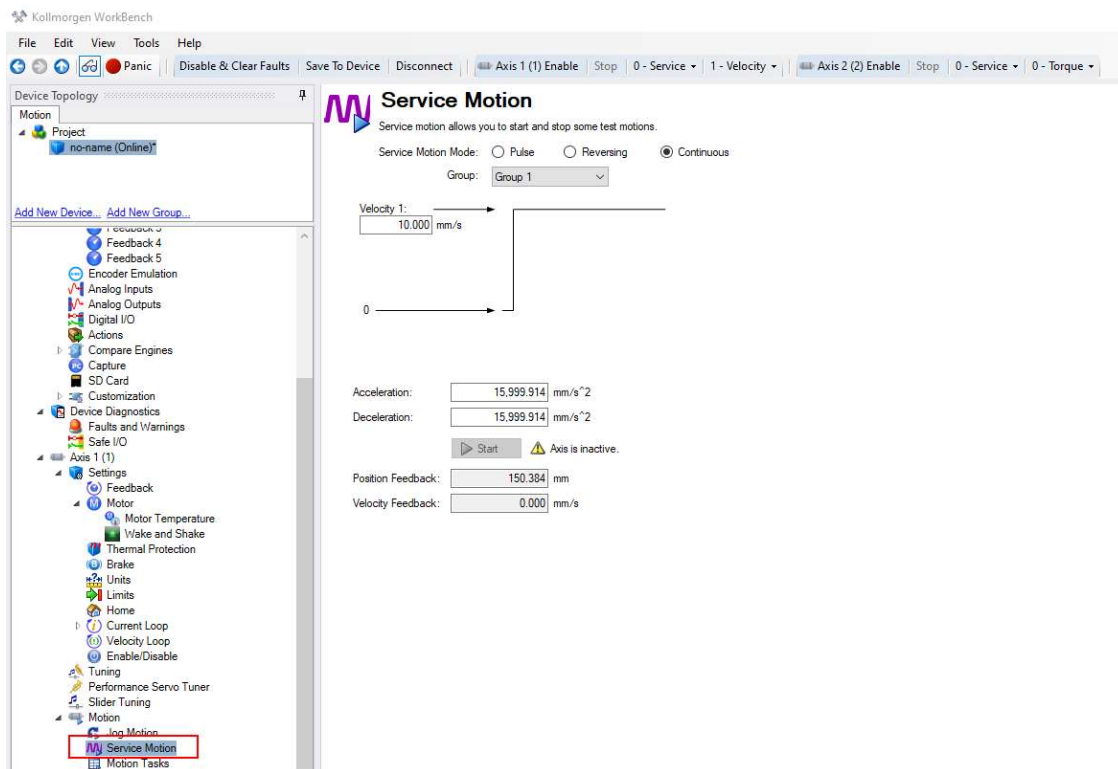 Kollmorgen WorkBench
File Edit View Tools Help
Panic Disable & Clear Faults Save To Device Disconnect Axis 1 (1) Enable Stop 0 - Service 1 - Velocity Axis 2 (2) Enable Stop 0 - Service 0 - Torque
Device Topology
Motion
Project
no-name (Online)*
Add New Device... Add New Group...
Feedback 3
Feedback 4
Feedback 5
Encoder Emulation
Analog Inputs
Analog Outputs
Digital I/O
Actions
Compare Engines
Capture
SD Card
Customization
Device Diagnostics
Faults and Warnings
Safe I/O
Axis 1 (1)
Settings
Feedback
Motor
Motor Temperature
Wake and Shake
Thermal Protection
Brake
Units
Limits
Home
Current Loop
Velocity Loop
Enable/Disable
Tuning
Performance Servo Tuner
Slider Tuning
Motion
Jog Motion
Service Motion
Motion Tasks
Service Motion
Service motion allows you to start and stop some test motions.
Service Motion Mode: Pulse Reversing Continuous
Group: Group 1
Velocity 1:
10.000 mm/s
0
Acceleration: 15,999.914 mm/s^2
Deceleration: 15,999.914 mm/s^2
Start Axis is inactive.
Position Feedback: 150.384 mm
Velocity Feedback: 0.000 mm/s